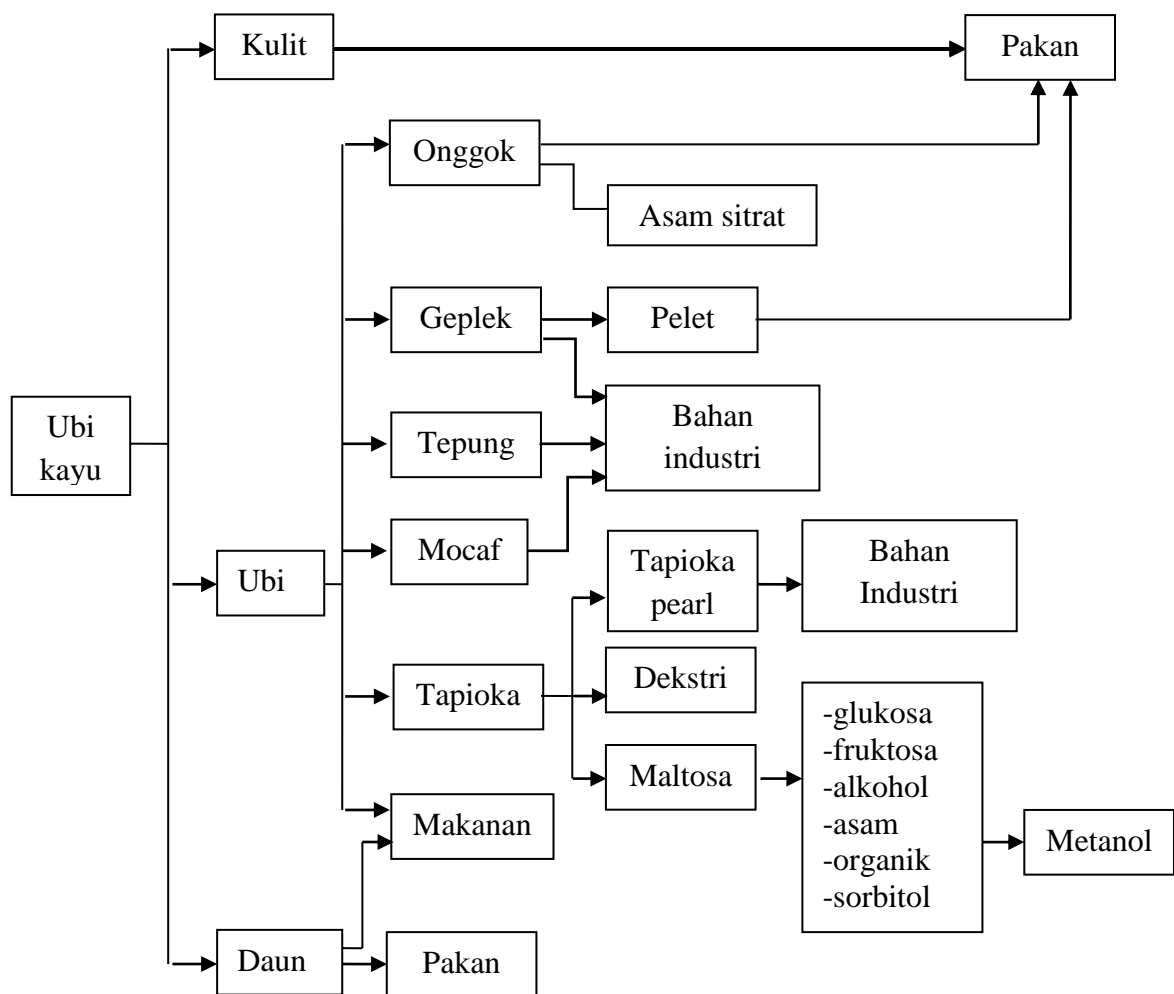 Kulit
Pakan
Onggok
Asam sitrat
Geplek
Pelet
Ubi
kayu
Tepung
Bahan
industri
Mocaf
Ubi
Tapioka
pearl
Bahan
Industri
Tapioka
Dekstri
Maltosa
-glukosa
-fruktosa
-alkohol
-asam
-organik
-sorbitol
Metanol
Makanan
Daun
Pakan